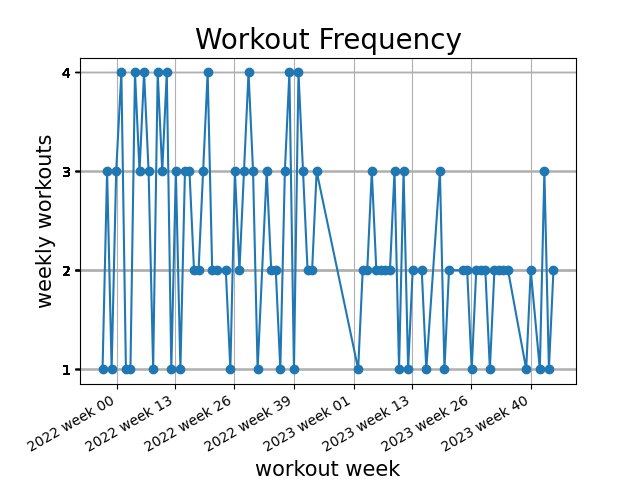 Workout Frequency
weekly workouts
4
3
2
1
2022 week 00
2022 week 13
2022 week 26
2022 week 39
2023 week 01
2023 week 13
2023 week 26
2023 week 40
workout week